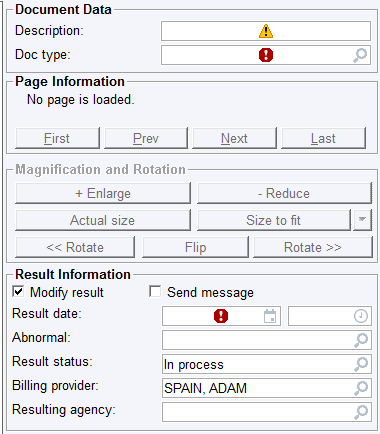 Document Data
Description:
Doc type:
Page Information
No page is loaded.
First Prev Next Last
Magnification and Rotation
+ Enlarge - Reduce
Actual size Size to fit
<< Rotate Flip Rotate >>
Result Information
Modify result Send message
Result date:
Abnormal:
Result status: In process
Billing provider: SPAIN, ADAM
Resulting agency: